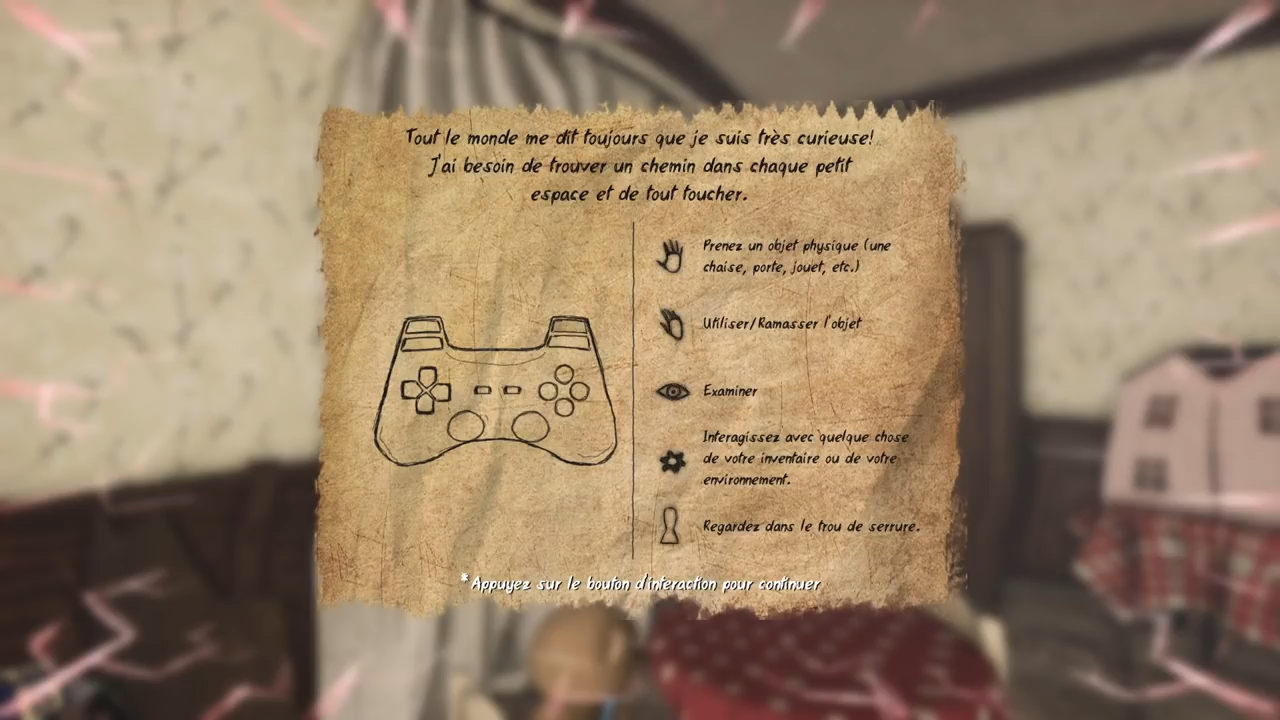 Tout le monde me dit toujours que je suis très curieuse!
J'ai besoin de trouver un chemin dans chaque petit
espace et de tout toucher.
Prenez un objet physique (une
chaise, porte, jouet, etc.)
Utiliser/Ramasser l'objet
Examiner
Interagissez avec quelque chose
de votre inventaire ou de votre
environnement.
Regardez dans le trou de serrure.
*Appuyez sur le bouton d'interaction pour continuer